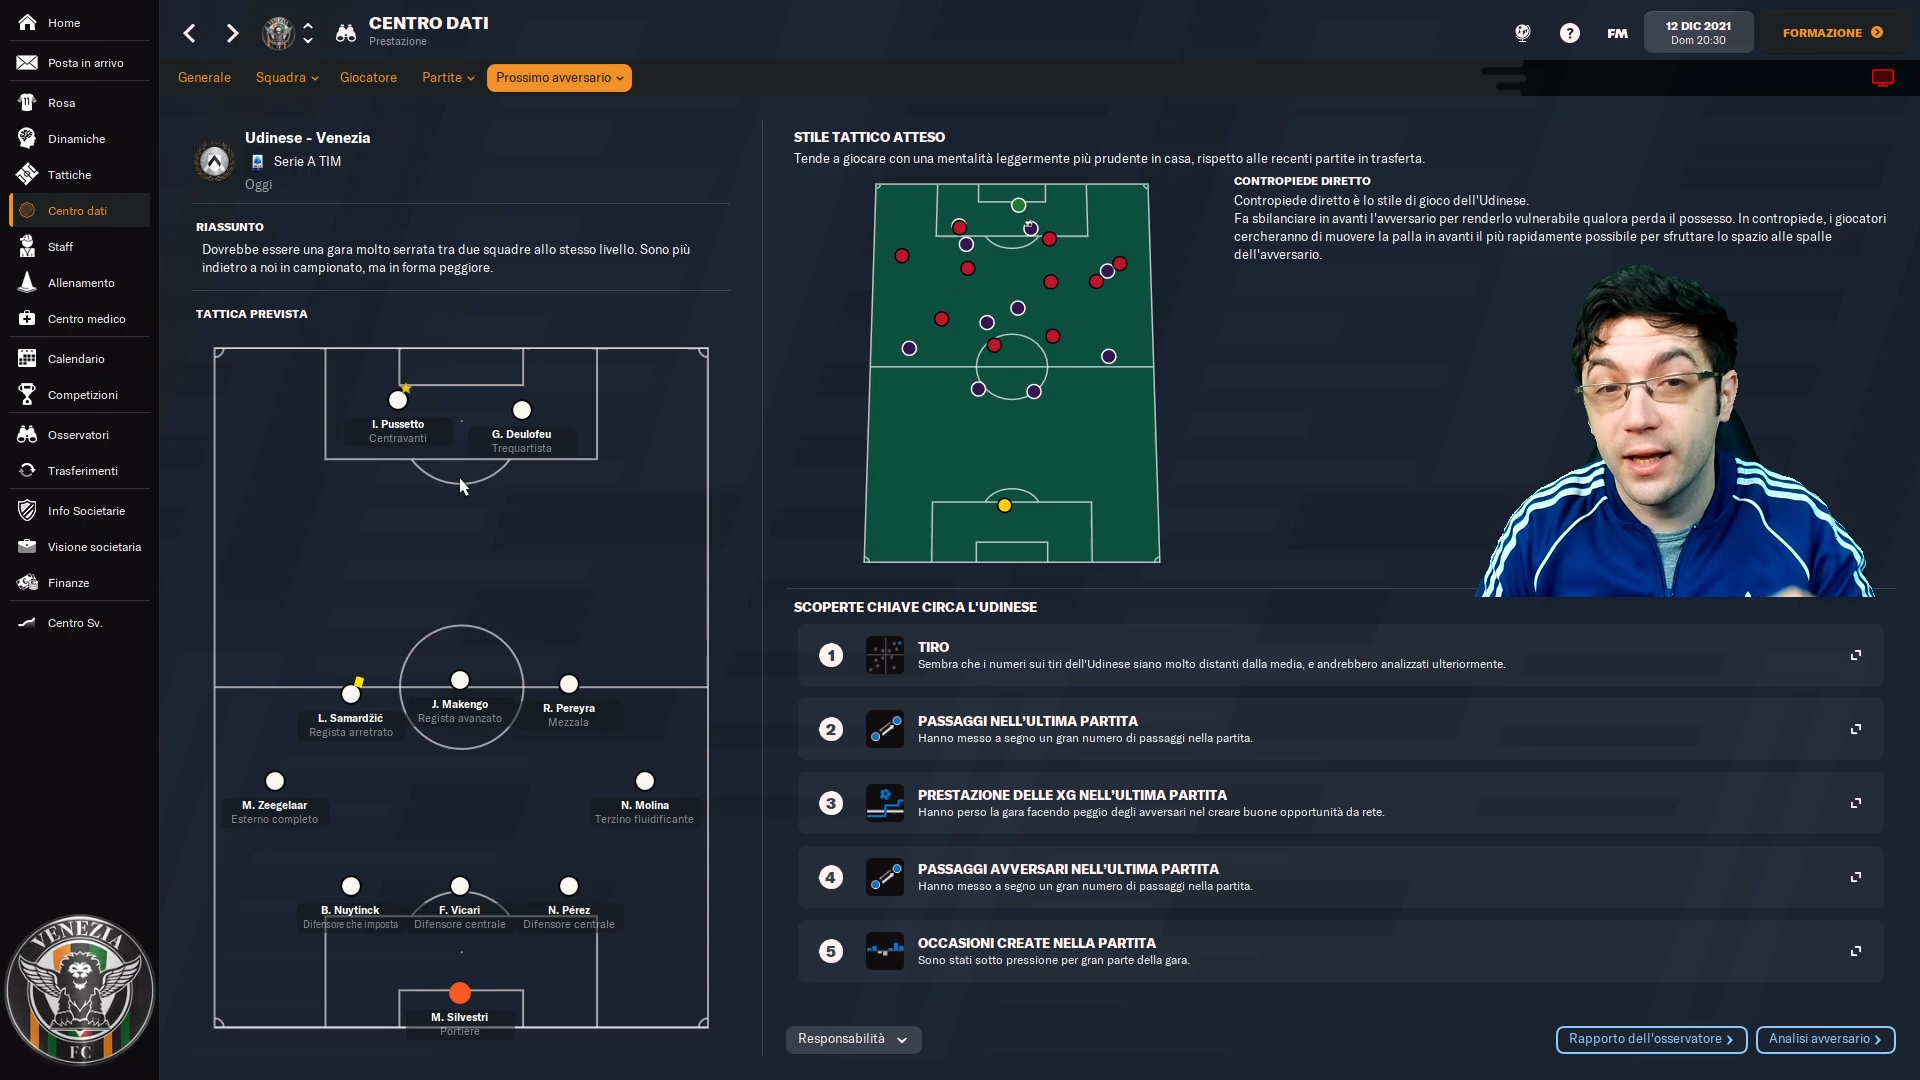 Home
Posta in arrivo
Rosa
Dinamiche
Tattiche
Centro dati
Staff
Allenamento
Centro medico
Calendario
Competizioni
Osservatori
Trasferimenti
Info Societarie
Visione societaria
Finanze
Centro Sv.
VENEZIA
FC
CENTRO DATI
Prestazione
?
FM
12 DIC 2021
Dom 20:30
FORMAZIONE
Generale
Squadra
Giocatore
Partite
Prossimo avversario
Udinese - Venezia
Serie A TIM
Oggi
RIASSUNTO
Dovrebbe essere una gara molto serrata tra due squadre allo stesso livello. Sono più
indietro a noi in campionato, ma in forma peggiore.
TATTICA PREVISTA
I. Pussetto
Centravanti
G. Deulofeu
Trequartista
L. Samardžić
Regista arretrato
J. Makengo
Regista avanzato
R. Pereyra
Mezzala
M. Zeegelaar
Esterno completo
N. Molina
Terzino fluidificante
B. Nuytinck
Difensore che imposta
F. Vicari
Difensore centrale
N. Pérez
Difensore centrale
M. Silvestri
Portiere
STILE TATTICO ATTESO
Tende a giocare con una mentalità leggermente più prudente in casa, rispetto alle recenti partite in trasferta.
CONTROPIEDE DIRETTO
Contropiede diretto è lo stile di gioco dell'Udinese.
Fa sbilanciare in avanti l'avversario per renderlo vulnerabile qualora perda il possesso. In contropiede, i giocatori
cercheranno di muovere la palla in avanti il più rapidamente possibile per sfruttare lo spazio alle spalle
dell'avversario.
SCOPERTE CHIAVE CIRCA L'UDINESE
1
TIRO
Sembra che i numeri sui tiri dell'Udinese siano molto distanti dalla media, e andrebbero analizzati ulteriormente.
2
PASSAGGI NELL'ULTIMA PARTITA
Hanno messo a segno un gran numero di passaggi nella partita.
3
PRESTAZIONE DELLE XG NELL'ULTIMA PARTITA
Hanno perso la gara facendo peggio degli avversari nel creare buone opportunità da rete.
4
PASSAGGI AVVERSARI NELL'ULTIMA PARTITA
Hanno messo a segno un gran numero di passaggi nella partita.
5
OCCASIONI CREATE NELLA PARTITA
Sono stati sotto pressione per gran parte della gara.
Responsabilità
Rapporto dell'osservatore
Analisi avversario